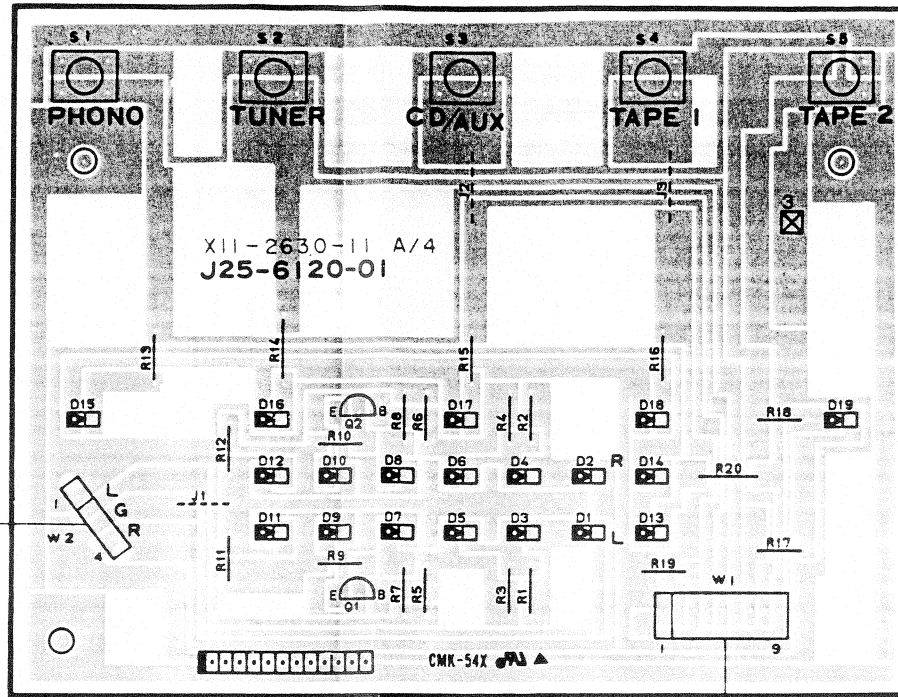 S1 S2 S3 S4 S5
PHONO TUNER CD/AUX TAPE 1 TAPE 2
J2 J3
3
X11-2630-11 A/4
J25-6120-01
R13 R14 R15 R16
D15 D16 E Q2 B R8 R6 D17 R4 R2 D18 R18 D19
R12 R10
D12 D10 D8 D6 D4 D2 R D14 R20
1 L G R J1
W2 4
D11 D9 D7 D5 D3 D1 L D13
R11 R9 R17
R19
E Q1 B R7 R5 R3 R1 W1
1 9
CMK-54X